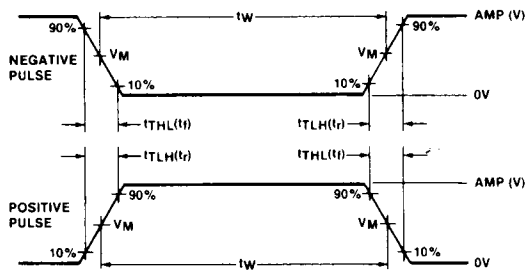 tW
AMP (V)
90%
90%
NEGATIVE
PULSE
VM
VM
10%
10%
0V
tTHL(tf)
tTLH(tr)
tTLH(tr)
tTHL(tf)
AMP (V)
90%
90%
POSITIVE
PULSE
VM
VM
10%
10%
tW
0V